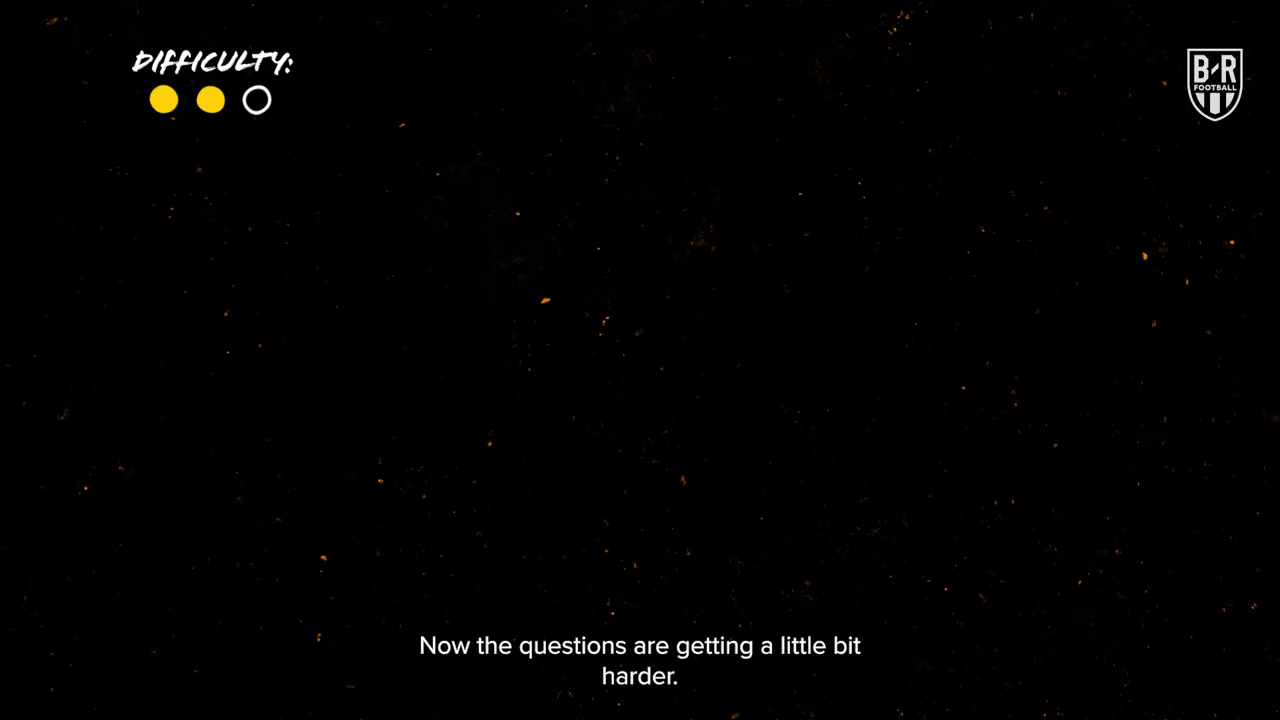 DIFFICULTY:
B R
FOOTBALL
Now the questions are getting a little bit
harder.